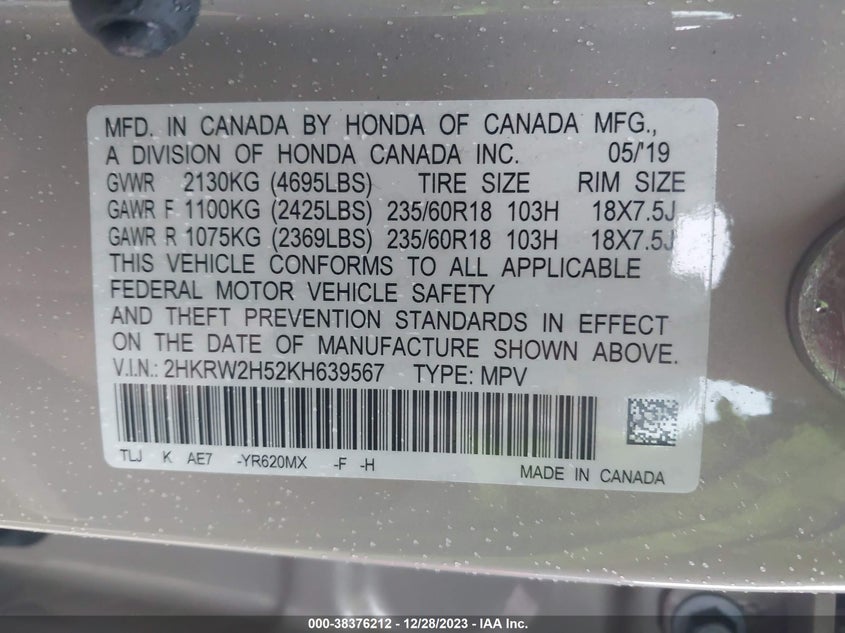 MFD. IN CANADA BY HONDA OF CANADA MFG.,
A DIVISION OF HONDA CANADA INC. 05/'19
GVWR 2130KG (4695LBS) TIRE SIZE RIM SIZE
GAWR F 1100KG (2425LBS) 235/60R18 103H 18X7.5J
GAWR R 1075KG (2369LBS) 235/60R18 103H 18X7.5J
THIS VEHICLE CONFORMS TO ALL APPLICABLE
FEDERAL MOTOR VEHICLE SAFETY
AND THEFT PREVENTION STANDARDS IN EFFECT
ON THE DATE OF MANUFACTURE SHOWN ABOVE.
V.I.N.: 2HKRW2H52KH639567 TYPE: MPV
TLJ K AE7 -YR620MX -F -H
MADE IN CANADA
000-38376212 - 12/28/2023 - IAA Inc.